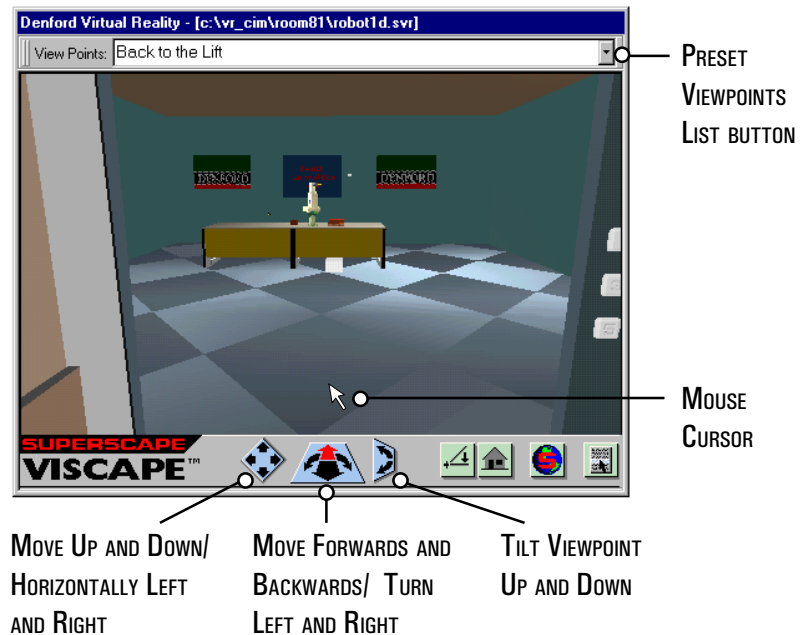 Denford Virtual Reality - [c:\vr_cim\room81\robot1d.svr]
View Points: Back to the Lift
PRESET
VIEWPOINTS
LIST BUTTON
DENFORD
DENFORD
MOUSE
CURSOR
SUPERSCAPE
VISCAPE™
MOVE UP AND DOWN/
HORIZONTALLY LEFT
AND RIGHT
MOVE FORWARDS AND
BACKWARDS/ TURN
LEFT AND RIGHT
TILT VIEWPOINT
UP AND DOWN